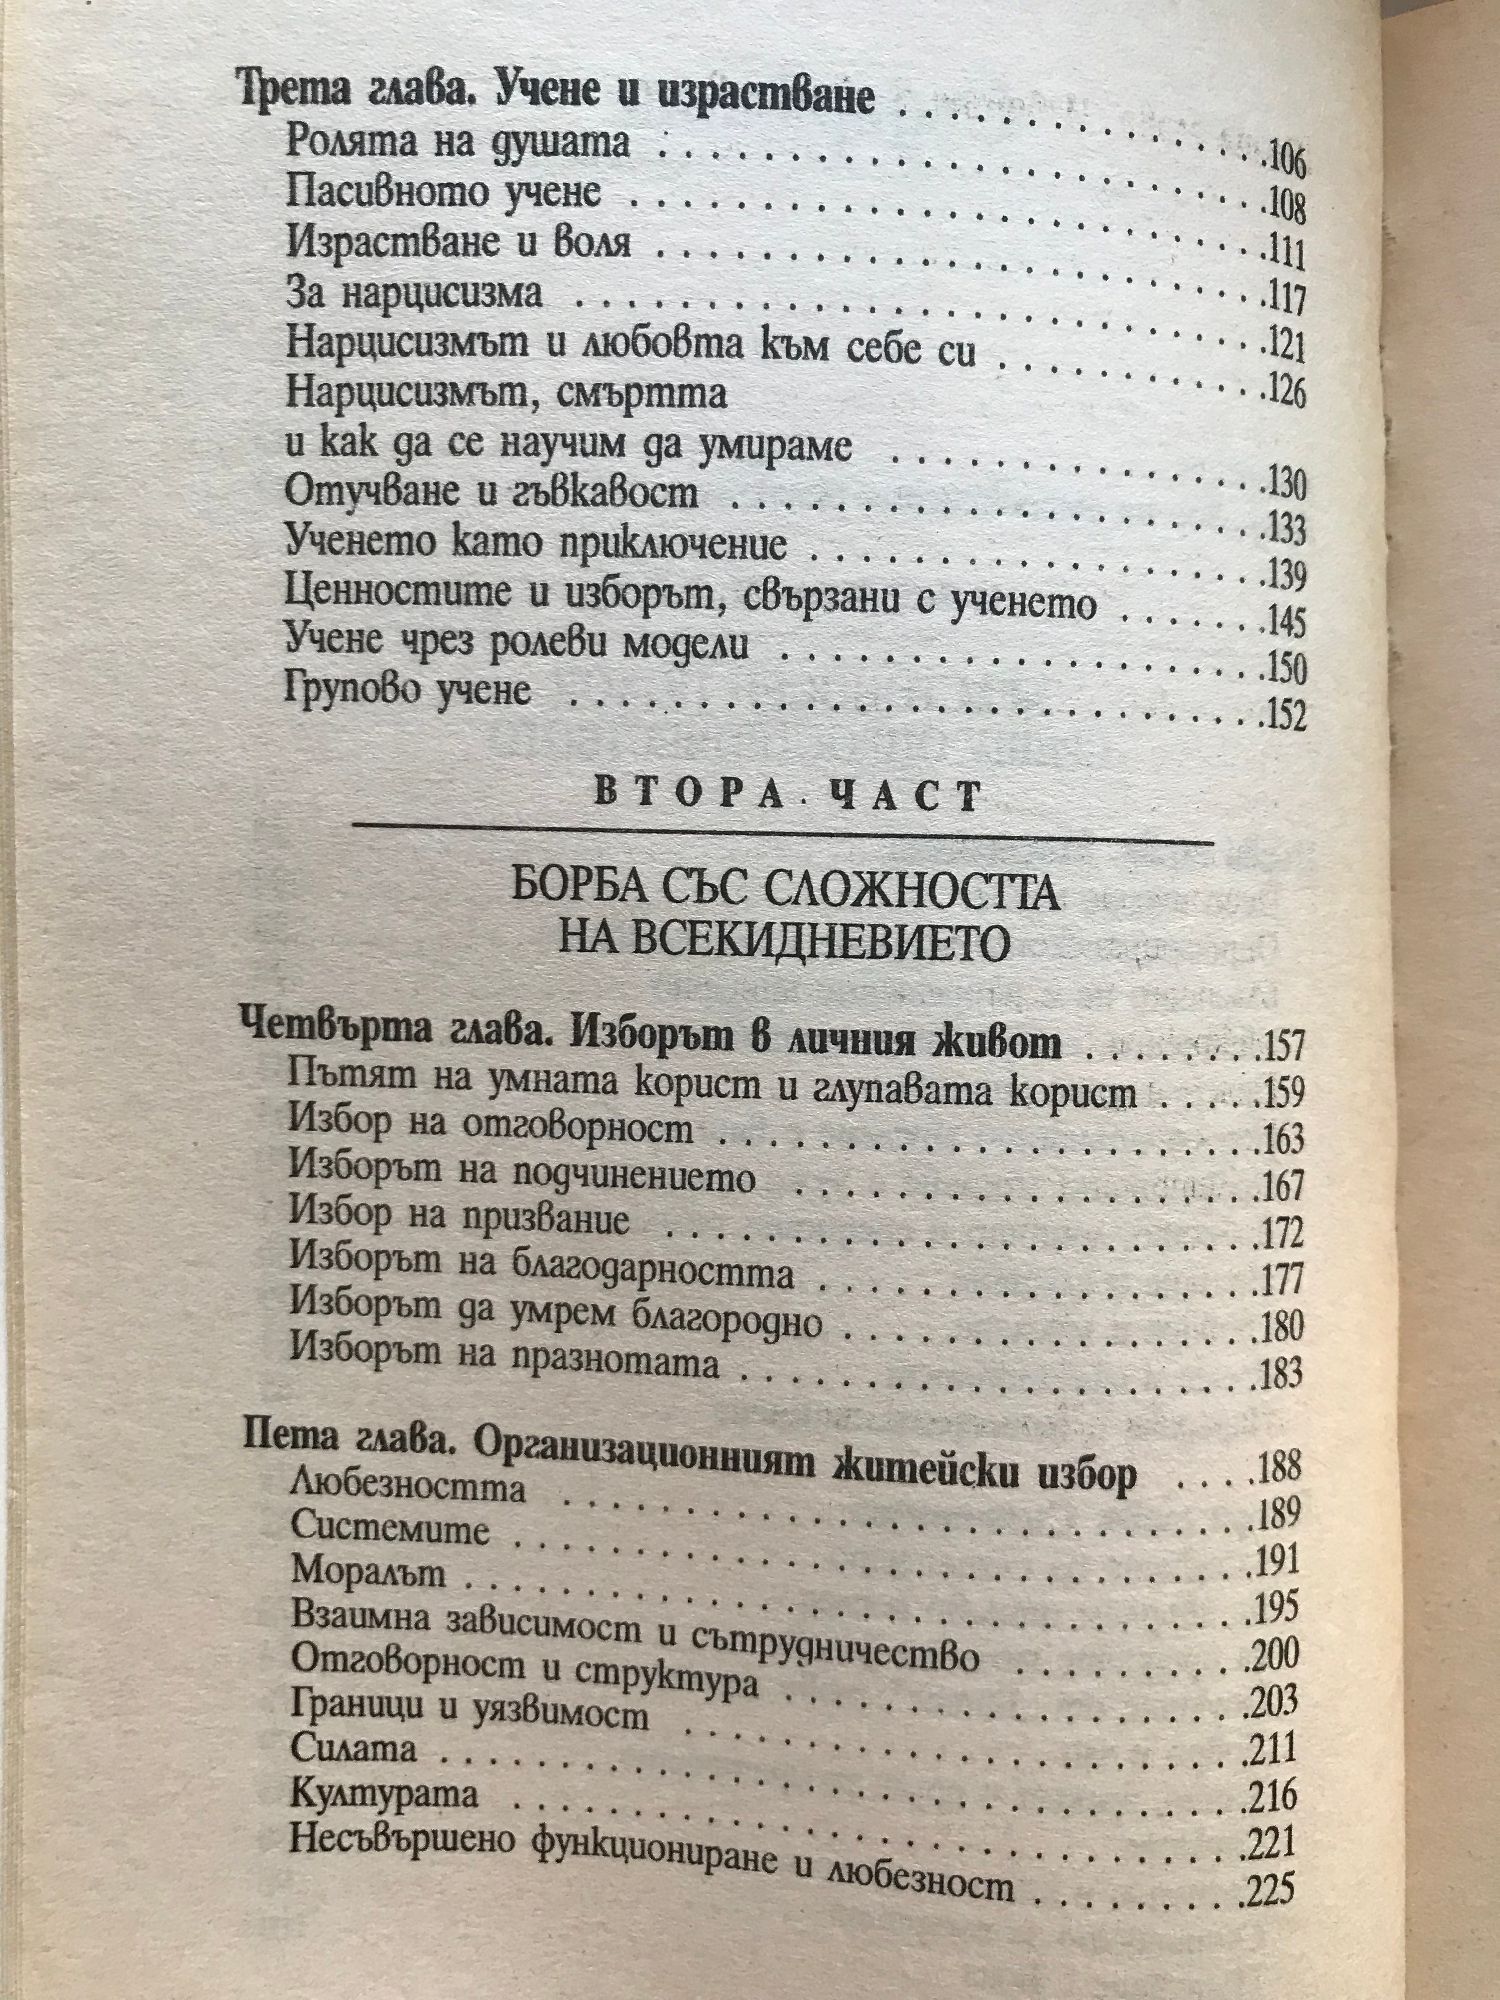 Трета глава. Учене и израстване . . . . . . . . . . . . . . .106
Ролята на душата . . . . . . . . . . . . . . . . . . . . . . . .108
Пасивното учене . . . . . . . . . . . . . . . . . . . . . . . . .111
Израстване и воля . . . . . . . . . . . . . . . . . . . . . . . .117
За нарцисизма . . . . . . . . . . . . . . . . . . . . . . . . . . .121
Нарцисизмът и любовта към себе си . . . . . . . . . . .126
Нарцисизмът, смъртта
и как да се научим да умираме . . . . . . . . . . . . . . .130
Отучване и гъвкавост . . . . . . . . . . . . . . . . . . . . .133
Ученето като приключение . . . . . . . . . . . . . . . . . .139
Ценностите и изборът, свързани с ученето . . . . . .145
Учене чрез ролеви модели . . . . . . . . . . . . . . . . . . .150
Групово учене . . . . . . . . . . . . . . . . . . . . . . . . . . .152
ВТОРА ЧАСТ
БОРБА СЪС СЛОЖНОСТТА
НА ВСЕКИДНЕВИЕТО
Четвърта глава. Изборът в личния живот . . . . . . . .157
Пътят на умната корист и глупавата корист . . . . .159
Избор на отговорност . . . . . . . . . . . . . . . . . . . . .163
Изборът на подчинението . . . . . . . . . . . . . . . . . .167
Избор на призвание . . . . . . . . . . . . . . . . . . . . . . .172
Изборът на благодарността . . . . . . . . . . . . . . . . .177
Изборът да умрем благородно . . . . . . . . . . . . . . . .180
Изборът на празнотата . . . . . . . . . . . . . . . . . . . .183
Пета глава. Организационният житейски избор . . . .188
Любезността . . . . . . . . . . . . . . . . . . . . . . . . . . . .189
Системите . . . . . . . . . . . . . . . . . . . . . . . . . . . . . .191
Моралът . . . . . . . . . . . . . . . . . . . . . . . . . . . . . . . .195
Взаимна зависимост и сътрудничество . . . . . . . . . .200
Отговорност и структура . . . . . . . . . . . . . . . . . . .203
Граници и уязвимост . . . . . . . . . . . . . . . . . . . . . . .211
Силата . . . . . . . . . . . . . . . . . . . . . . . . . . . . . . . . .216
Културата . . . . . . . . . . . . . . . . . . . . . . . . . . . . . .221
Несъвършено функциониране и любезност . . . . . . . . .225